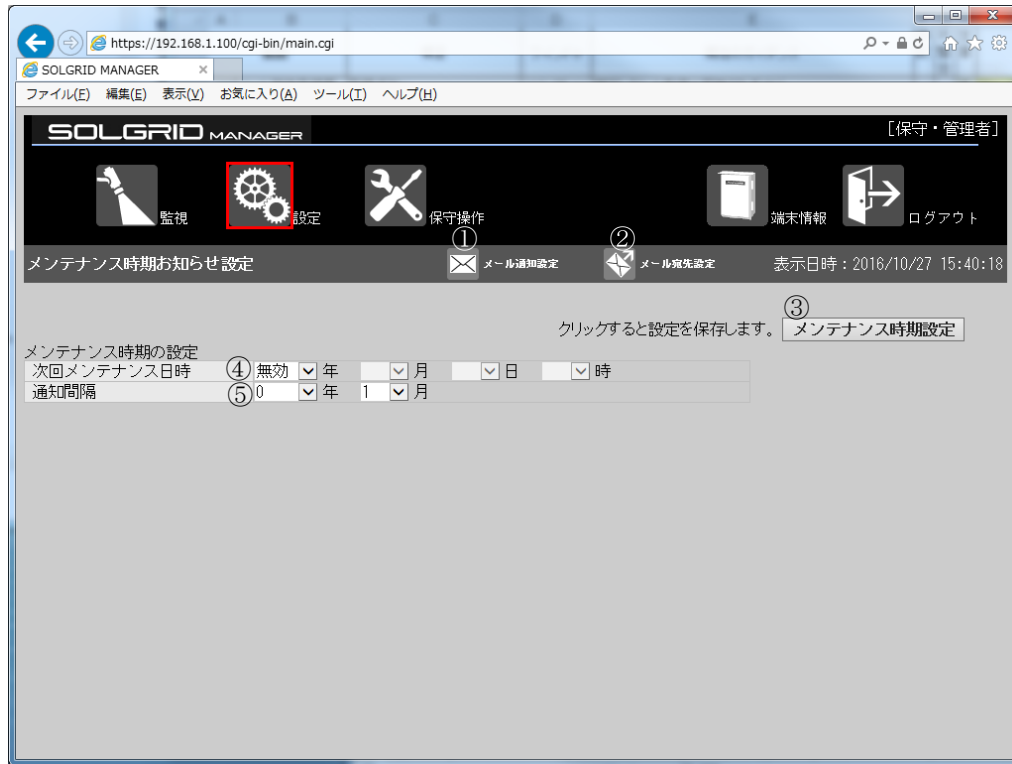 https://192.168.1.100/cgi-bin/main.cgi
SOLGRID MANAGER
ファイル(F) 編集(E) 表示(V) お気に入り(A) ツール(T) ヘルプ(H)
SOLGRID MANAGER [保守・管理者]
監視 設定 保守操作 端末情報 ログアウト
① ②
メンテナンス時期お知らせ設定 メール通知設定 メール宛先設定 表示日時:2016/10/27 15:40:18
③
クリックすると設定を保存します。 メンテナンス時期設定
メンテナンス時期の設定
次回メンテナンス日時 ④ 無効 年 月 日 時
通知間隔 ⑤ 0 年 1 月